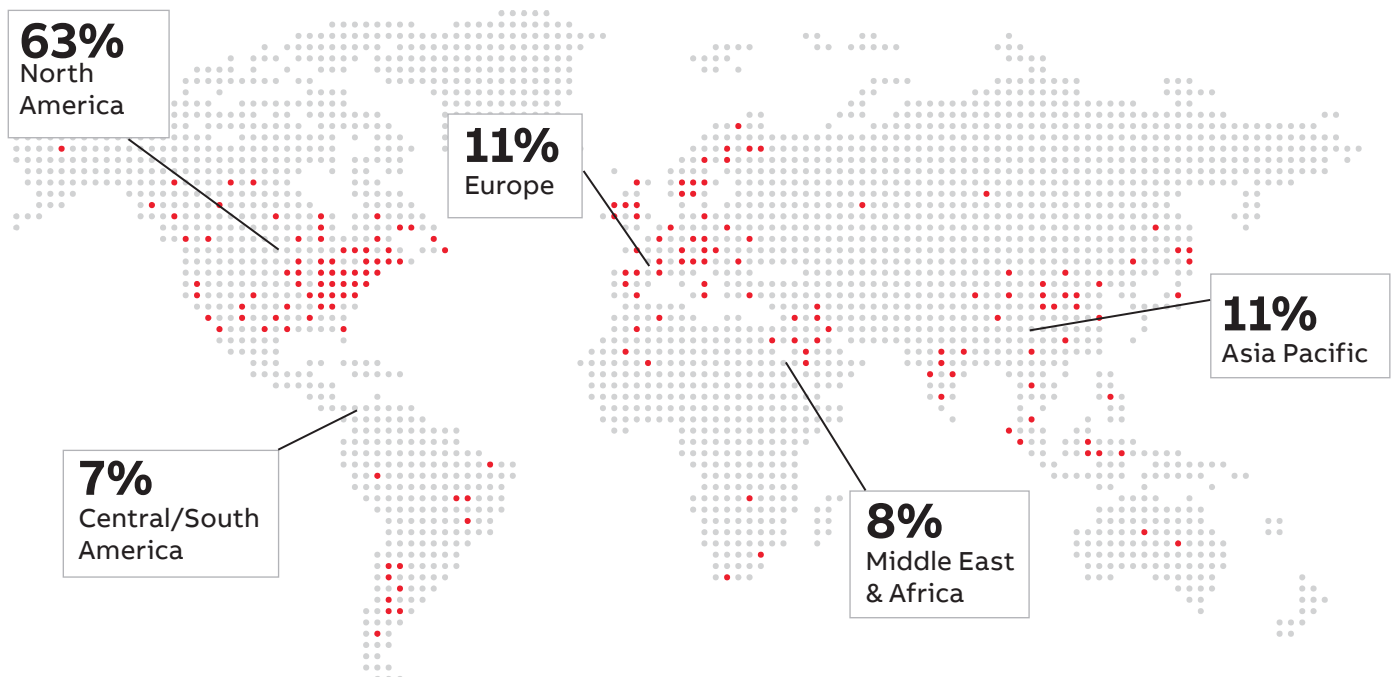 63%
North
America
11%
Europe
11%
Asia Pacific
7%
Central/South
America
8%
Middle East
& Africa